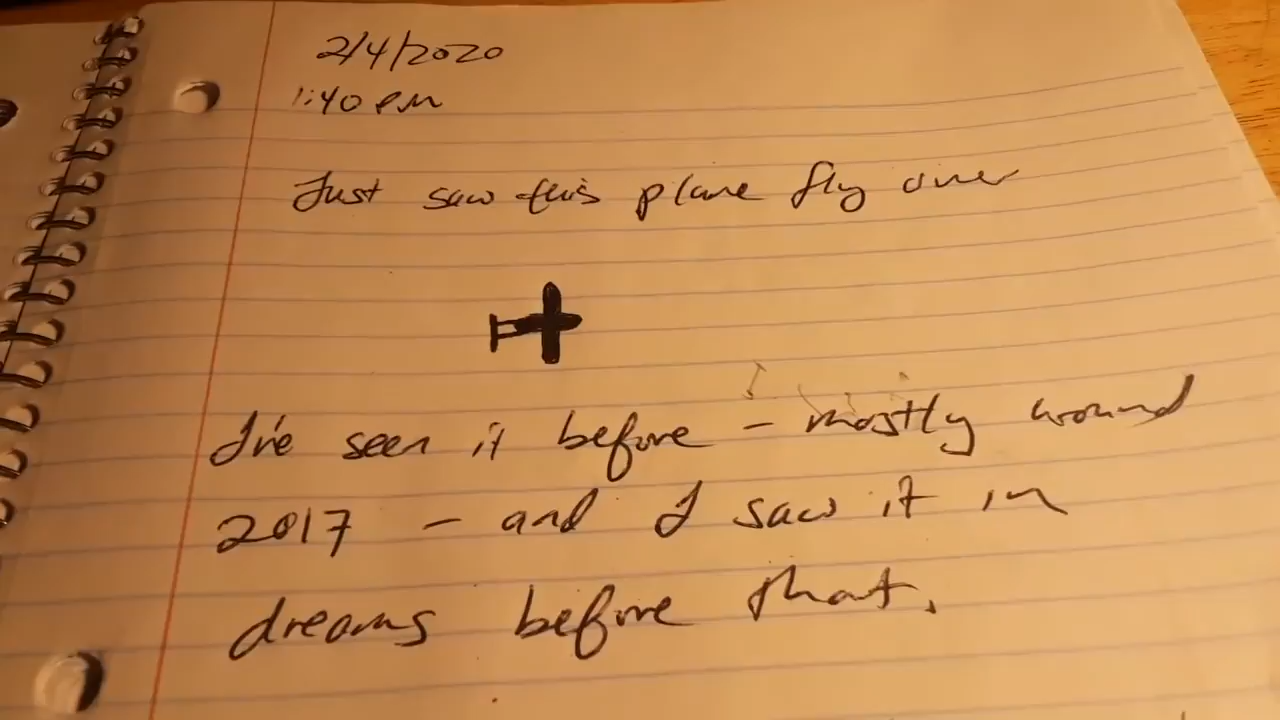 2/4/2020
1:40 PM
Just saw this plane fly over
I've seen it before - mostly around
2017 - and I saw it in
dreams before that.